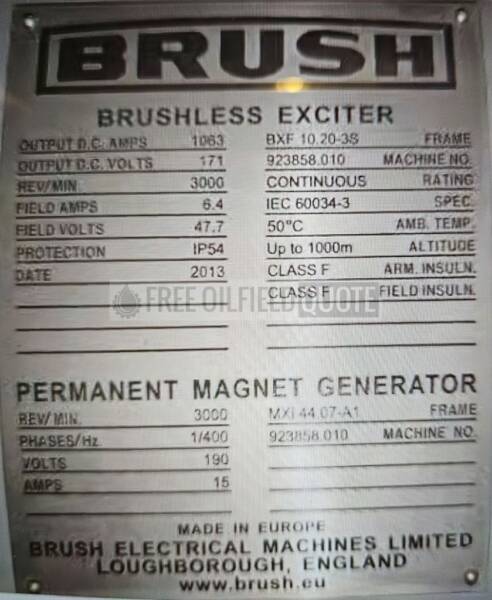 BRUSH
BRUSHLESS EXCITER
OUTPUT D.C. AMPS 1063 BXF 10.20-3S FRAME
OUTPUT D.C. VOLTS 171 923858.010 MACHINE NO.
REV/MIN. 3000 CONTINUOUS RATING
FIELD AMPS 6.4 IEC 60034-3 SPEC.
FIELD VOLTS 47.7 50°C AMB. TEMP.
PROTECTION IP54 Up to 1000m ALTITUDE
DATE 2013 CLASS F ARM. INSULN.
CLASS F FIELD INSULN.
FREE OILFIELD QUOTE
PERMANENT MAGNET GENERATOR
REV/MIN. 3000 MXI 44.07-A1 FRAME
PHASES/Hz. 1/400 923858.010 MACHINE NO.
VOLTS 190
AMPS 15
MADE IN EUROPE
BRUSH ELECTRICAL MACHINES LIMITED
LOUGHBOROUGH, ENGLAND
www.brush.eu